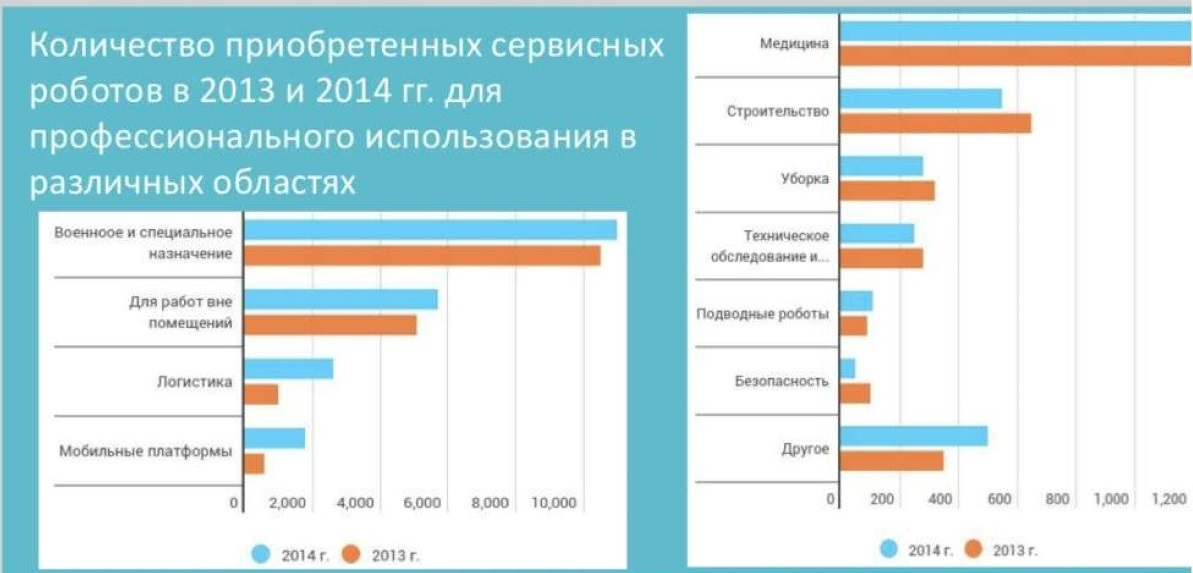 Количество приобретенных сервисных
роботов в 2013 и 2014 гг. для
профессионального использования в
различных областях
Военноое и специальное
назначение
Для работ вне
помещений
Логистика
Мобильные платформы
0 2,000 4,000 6,000 8,000 10,000
2014 г. 2013 г.
Медицина
Строительство
Уборка
Техническое
обследование и...
Подводные роботы
Безопасность
Другое
0 200 400 600 800 1,000 1,200
2014 г. 2013 г.